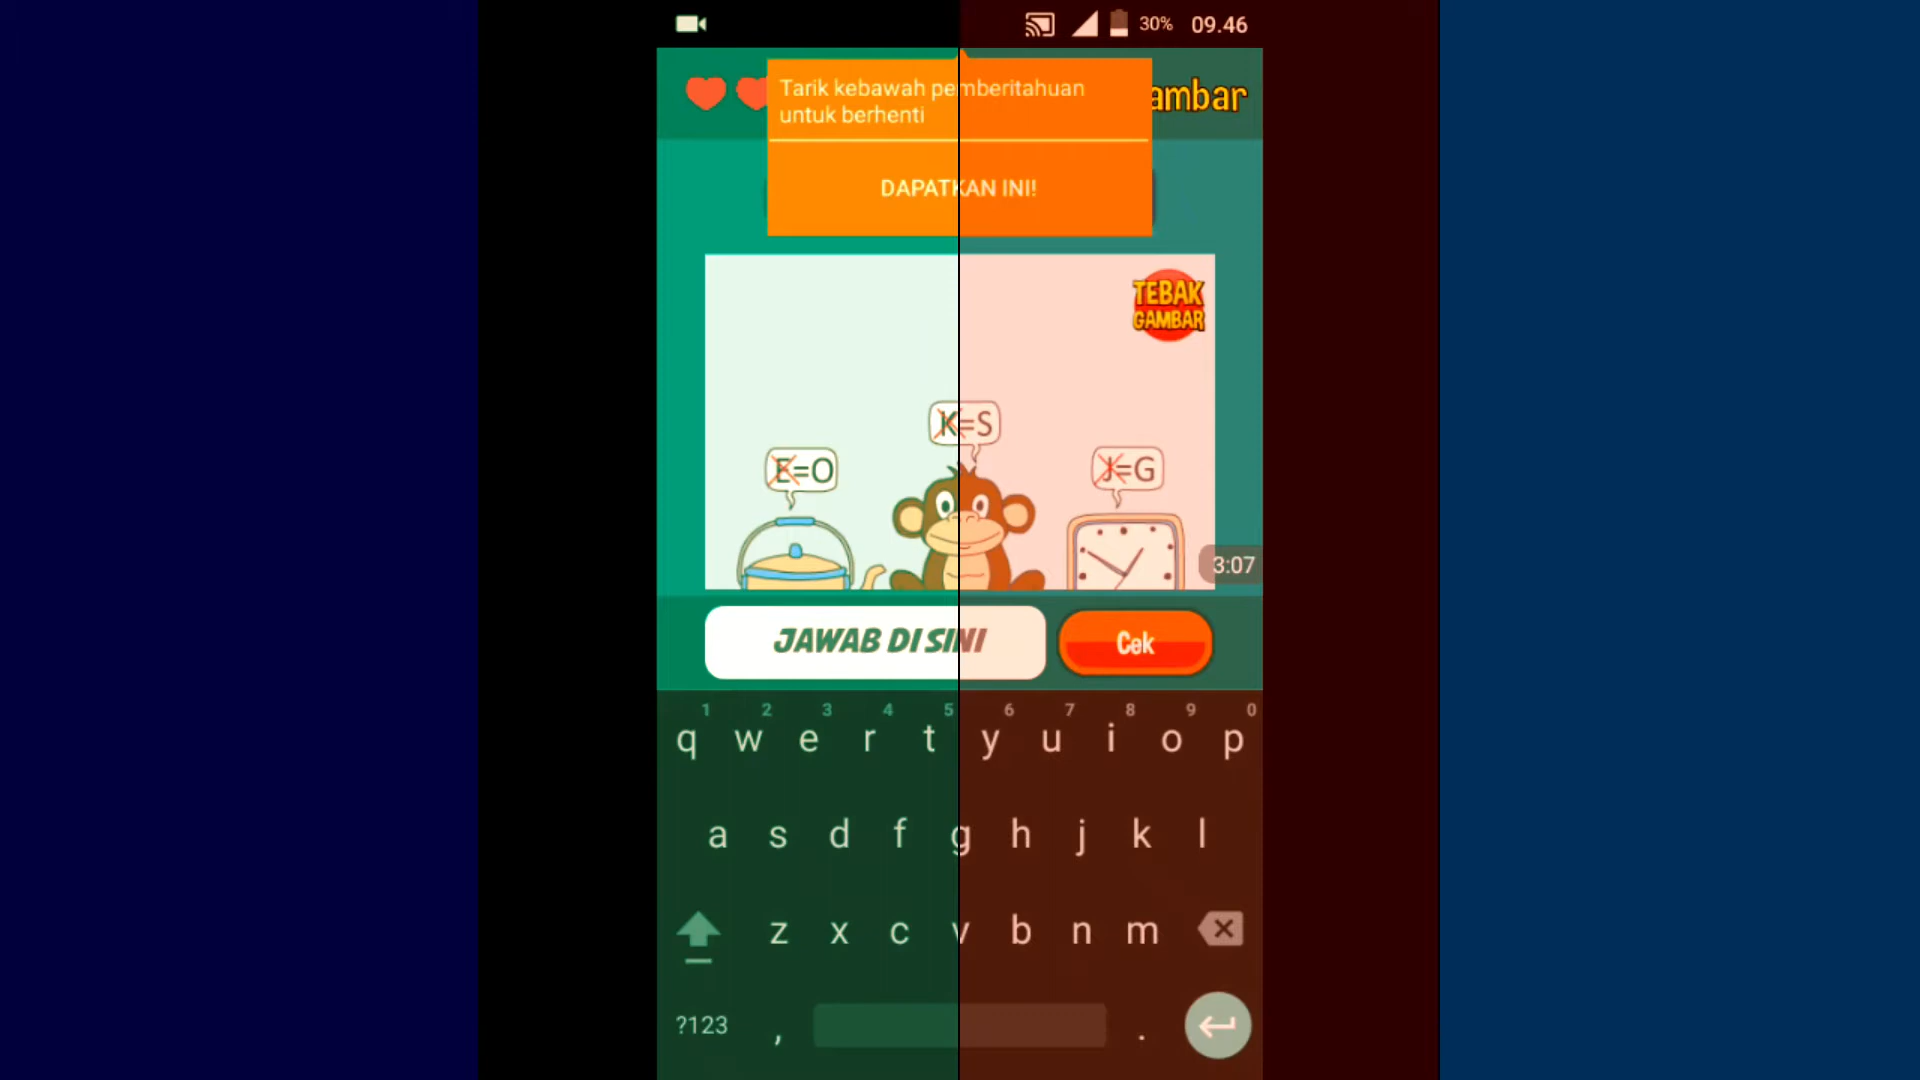 30% 09.46
Tarik kebawah pemberitahuan
untuk berhenti
ambar
DAPATKAN INI!
TEBAK
GAMBAR
K=S
E=O
J=G
3:07
JAWAB DI SINI
Cek
1 2 3 4 5 6 7 8 9 0
q w e r t y u i o p
a s d f g h j k l
z x c v b n m
?123 , .